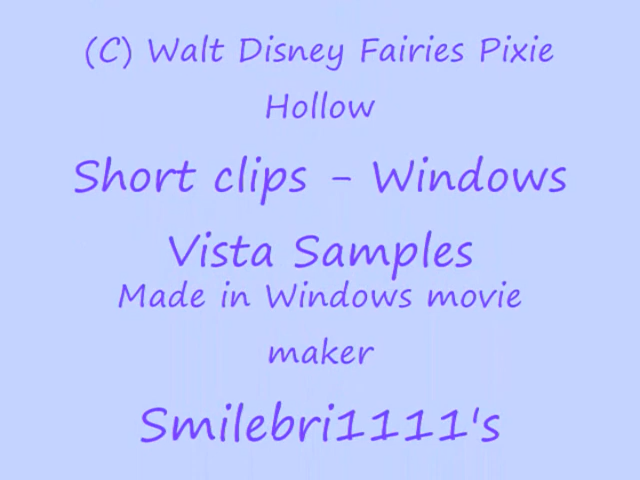 (C) Walt Disney Fairies Pixie
Hollow
Short clips - Windows
Vista Samples
Made in Windows movie
maker
Smilebri1111's